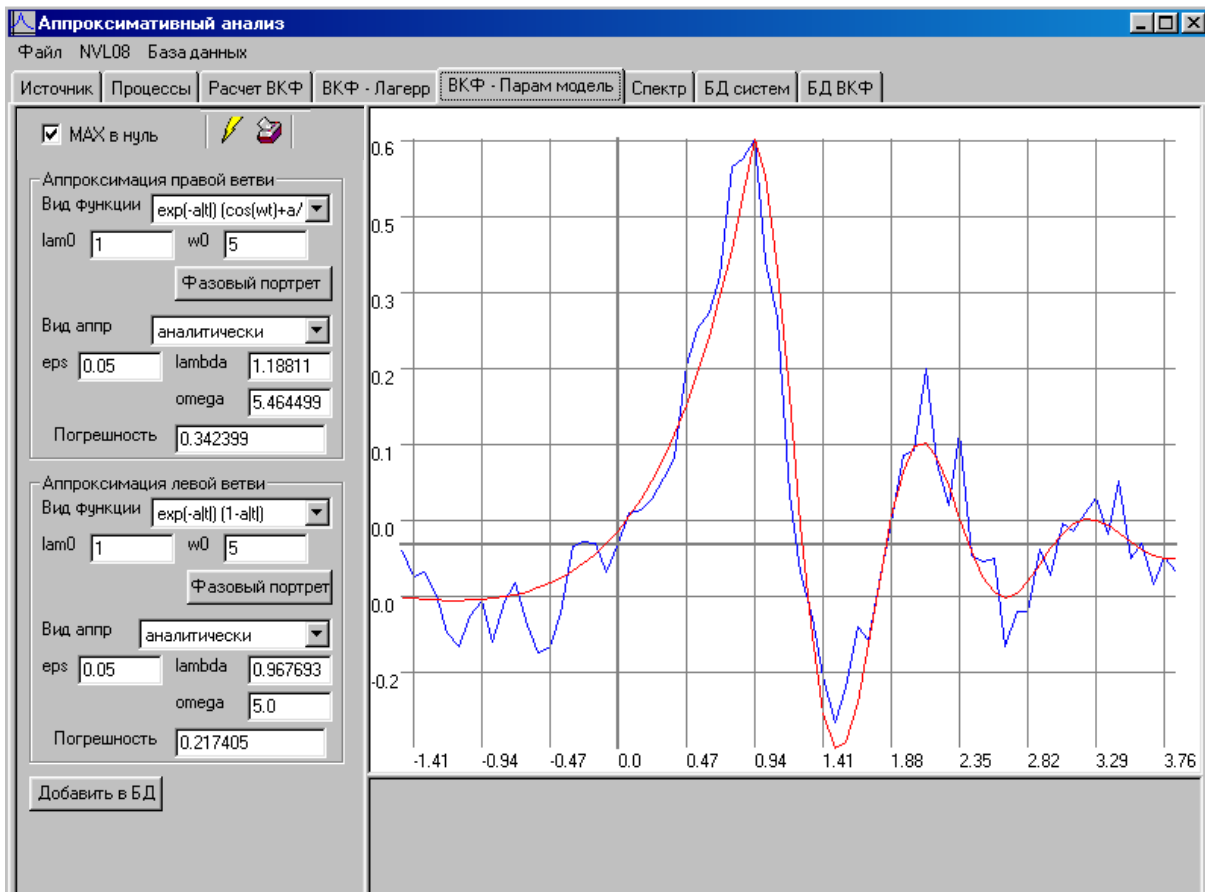 Аппроксимативный анализ
Файл NVL08 База данных
Источник Процессы Расчет ВКФ ВКФ - Лагерр ВКФ - Парам модель Спектр БД систем БД ВКФ
MAX в нуль
Аппроксимация правой ветви
Вид функции exp(-a|t|) (cos(wt)+a/
lam0 1 w0 5
Фазовый портрет
Вид аппр аналитически
eps 0.05 lambda 1.18811
omega 5.464499
Погрешность 0.342399
Аппроксимация левой ветви
Вид функции exp(-a|t|) (1-a|t|)
lam0 1 w0 5
Фазовый портрет
Вид аппр аналитически
eps 0.05 lambda 0.967693
omega 5.0
Погрешность 0.217405
Добавить в БД
0.6
0.5
0.3
0.2
0.1
0.0
0.0
-0.2
-1.41 -0.94 -0.47 0.0 0.47 0.94 1.41 1.88 2.35 2.82 3.29 3.76